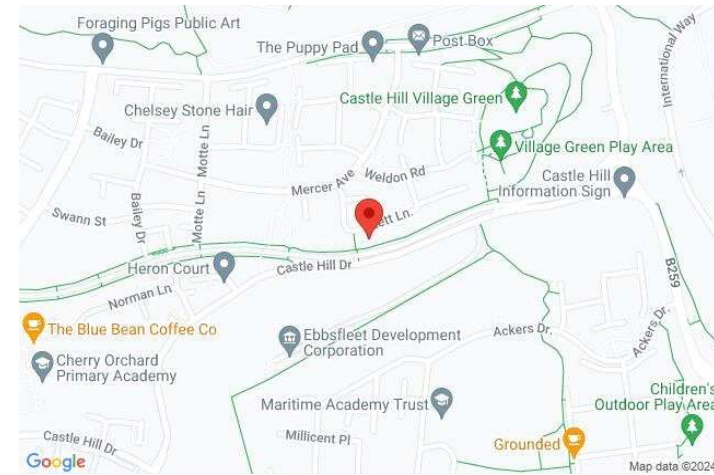 Foraging Pigs Public Art
The Puppy Pad
Post Box
International Way
Castle Hill Village Green
Chelsey Stone Hair
Motte Ln
Bailey Dr
Village Green Play Area
Weldon Rd
Mercer Ave
Castle Hill
Information Sign
Swann St
Bailey Dr
Motte Ln
ett Ln.
Heron Court
Castle Hill Dr
B259
Norman Ln
The Blue Bean Coffee Co
Ebbsfleet Development
Corporation
Ackers Dr.
Ackers Dr.
Cherry Orchard
Primary Academy
Maritime Academy Trust
Children's
Outdoor Play Area
Millicent Pl
Castle Hill Dr
Grounded
Google
Map data ©2024